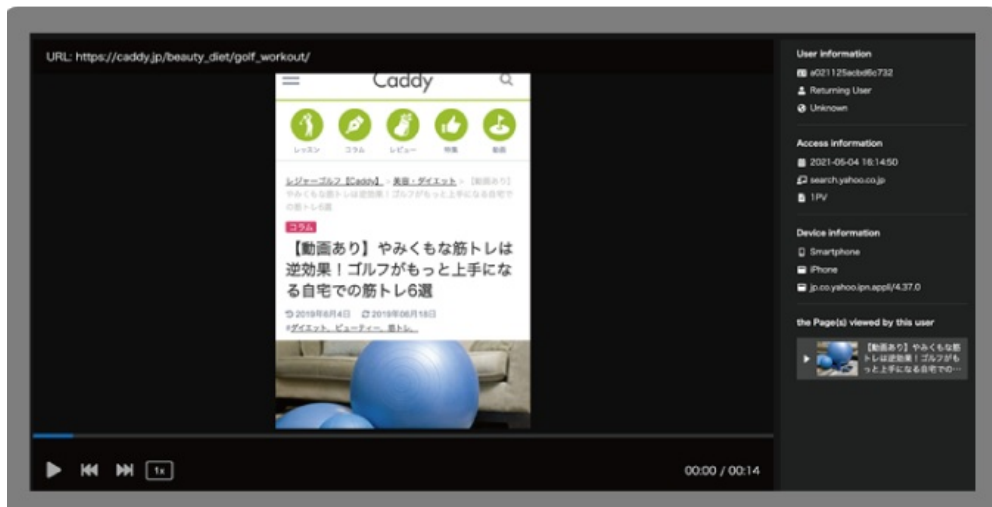 URL: https://caddy.jp/beauty_diet/golf_workout/
Caddy
レッスン
コラム
レビュー
特集
動画
レジャーゴルフ【Caddy】 > 美容・ダイエット > 【動画あり】
やみくもな筋トレは逆効果！ゴルフがもっと上手になる自宅で
の筋トレ6選
コラム
【動画あり】やみくもな筋トレは
逆効果！ゴルフがもっと上手にな
る自宅での筋トレ6選
2019年6月4日 2019年06月18日
#ダイエット、ビューティー、筋トレ、
00:00 / 00:14
1x
User information
a021125acbd6c732
Returning User
Unknown
Access information
2021-05-04 16:14:50
search.yahoo.co.jp
1PV
Device information
Smartphone
iPhone
jp.co.yahoo.ipn.appli/4.37.0
the Page(s) viewed by this user
【動画あり】やみくもな筋
トレは逆効果！ゴルフがも
っと上手になる自宅での…